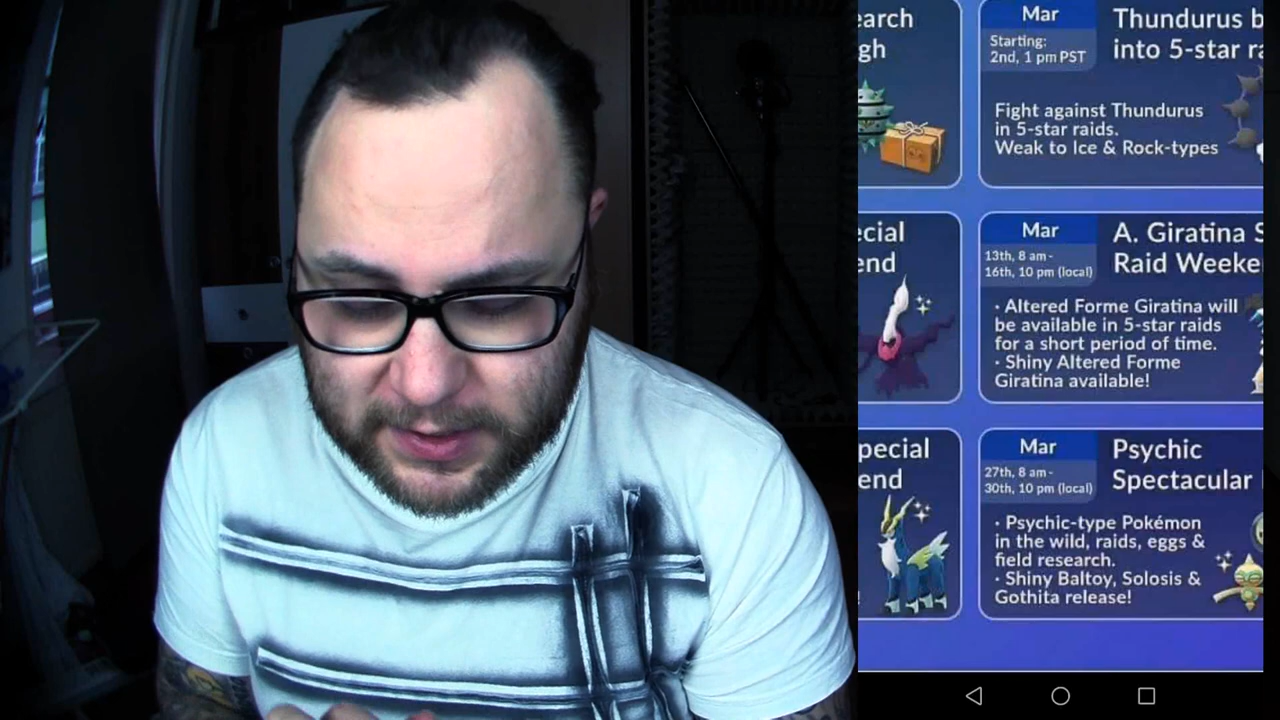 earch
gh
Mar
Starting:
2nd, 1 pm PST
Thundurus b
into 5-star ra
Fight against Thundurus
in 5-star raids.
Weak to Ice & Rock-types
ecial
end
Mar
13th, 8 am -
16th, 10 pm (local)
A. Giratina S
Raid Weeke
· Altered Forme Giratina will
be available in 5-star raids
for a short period of time.
· Shiny Altered Forme
Giratina available!
pecial
end
Mar
27th, 8 am -
30th, 10 pm (local)
Psychic
Spectacular
· Psychic-type Pokémon
in the wild, raids, eggs &
field research.
· Shiny Baltoy, Solosis &
Gothita release!